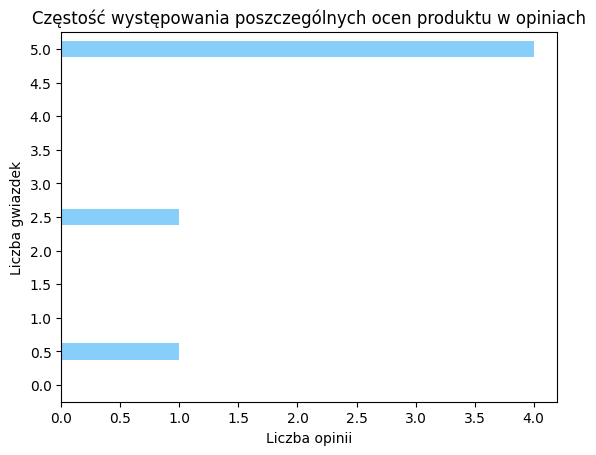 Częstość występowania poszczególnych ocen produktu w opiniach
5.0
4.5
4.0
3.5
3.0
2.5
2.0
1.5
1.0
0.5
0.0
Liczba gwiazdek
0.0 0.5 1.0 1.5 2.0 2.5 3.0 3.5 4.0
Liczba opinii